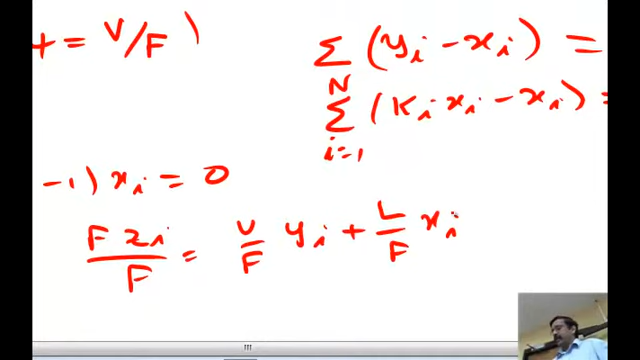 t = V/F )
Σ (yi - xi) =
N
Σ (Ki xi - xi) =
i=1
-1) xi = 0
F zi / F = V/F yi + L/F xi